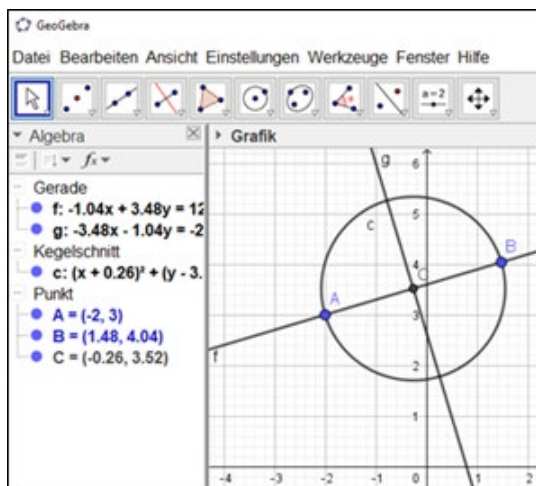 GeoGebra
Datei Bearbeiten Ansicht Einstellungen Werkzeuge Fenster Hilfe
a=2
Algebra
Grafik
Gerade
f: -1.04x + 3.48y = 12
g: -3.48x - 1.04y = -2
Kegelschnitt
c: (x + 0.26)² + (y - 3.
Punkt
A = (-2, 3)
B = (1.48, 4.04)
C = (-0.26, 3.52)
g
6
5
c
4
B
C
A
3
f
2
1
-4 -3 -2 -1 0 1 2